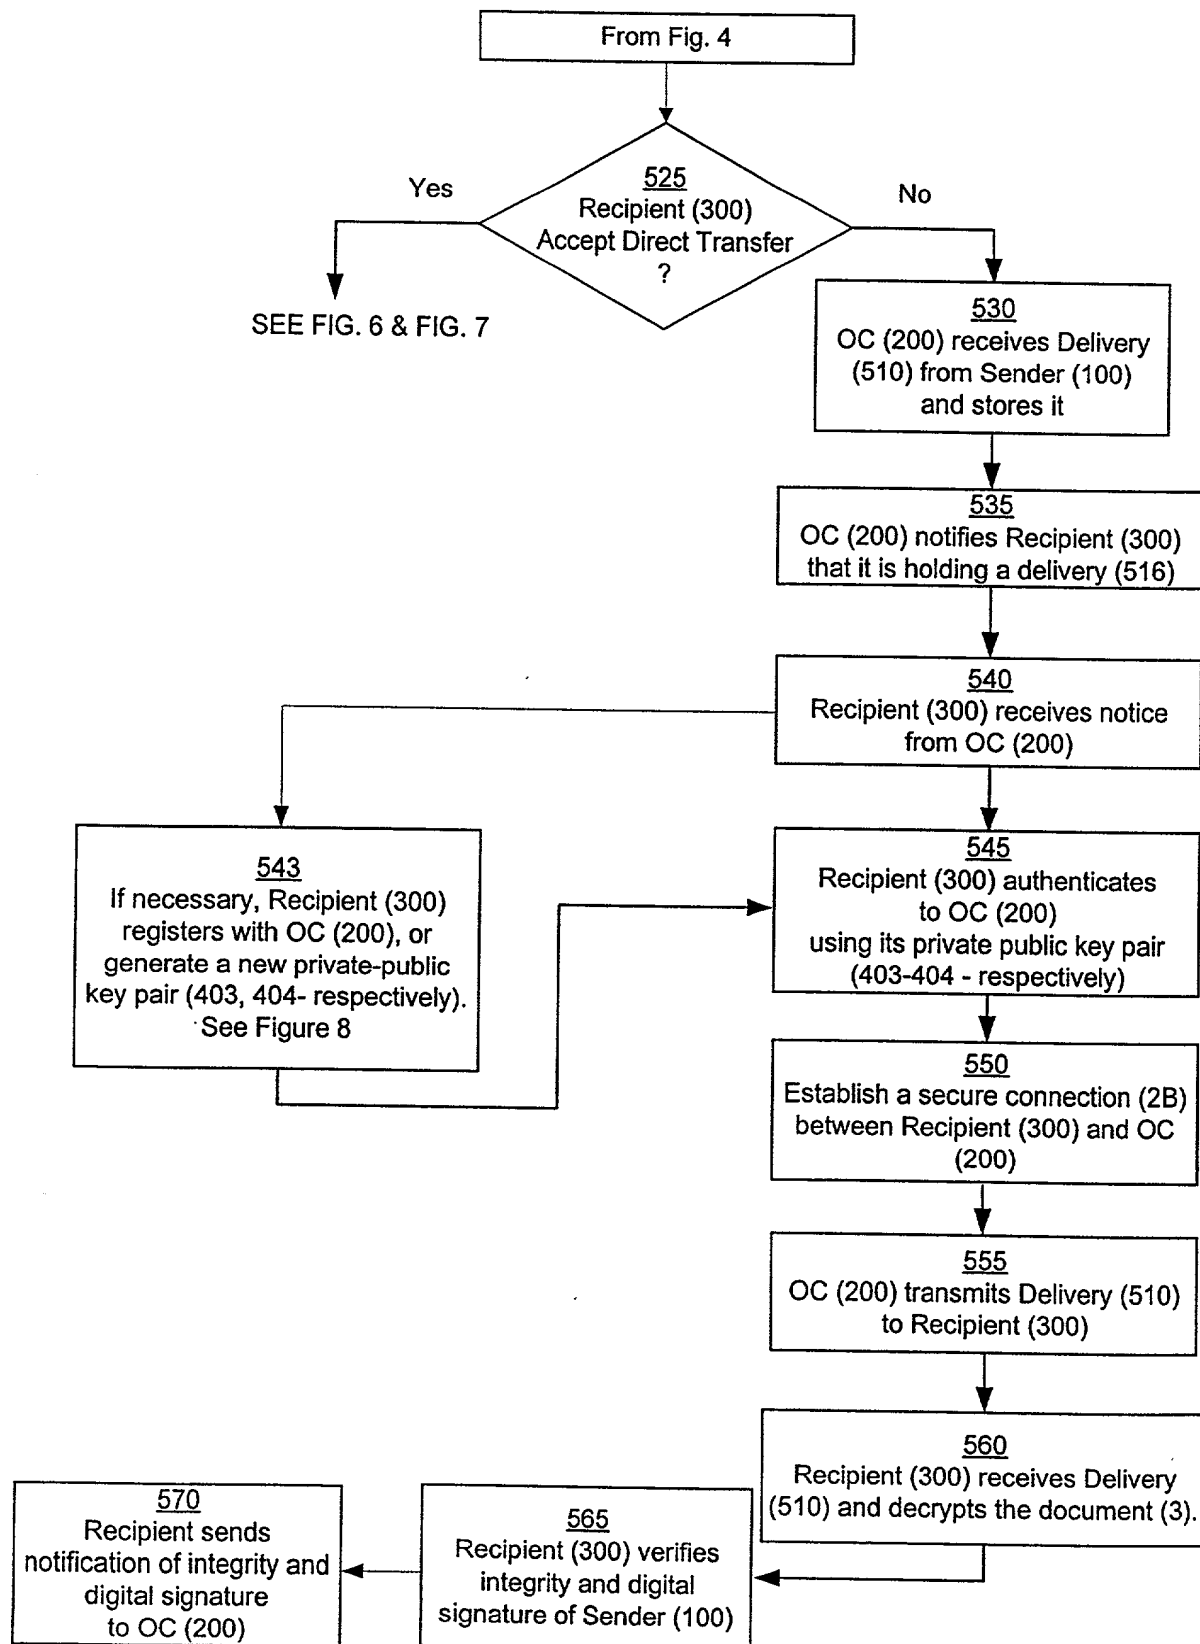 From Fig. 4
525
Recipient (300)
Accept Direct Transfer
?
Yes
No
SEE FIG. 6 & FIG. 7
530
OC (200) receives Delivery
(510) from Sender (100)
and stores it
535
OC (200) notifies Recipient (300)
that it is holding a delivery (516)
540
Recipient (300) receives notice
from OC (200)
543
If necessary, Recipient (300)
registers with OC (200), or
generate a new private-public
key pair (403, 404- respectively).
See Figure 8
545
Recipient (300) authenticates
to OC (200)
using its private public key pair
(403-404 - respectively)
550
Establish a secure connection (2B)
between Recipient (300) and OC
(200)
555
OC (200) transmits Delivery (510)
to Recipient (300)
560
Recipient (300) receives Delivery
(510) and decrypts the document (3).
565
Recipient (300) verifies
integrity and digital
signature of Sender (100)
570
Recipient sends
notification of integrity and
digital signature
to OC (200)